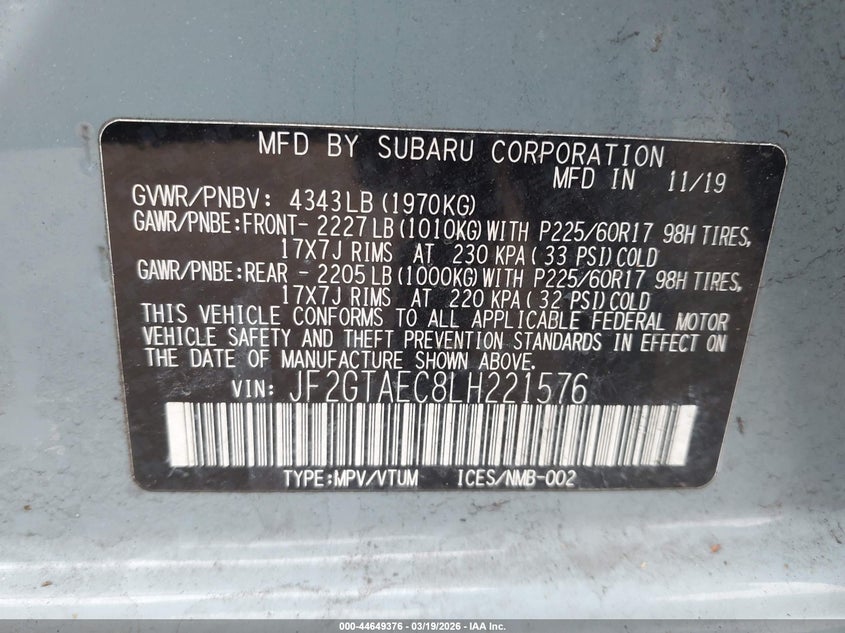 MFD BY SUBARU CORPORATION
MFD IN 11/19
GVWR/PNBV: 4343LB (1970KG)
GAWR/PNBE:FRONT- 2227LB (1010KG) WITH P225/60R17 98H TIRES,
17X7J RIMS AT 230 KPA ( 33 PSI) COLD
GAWR/PNBE:REAR - 2205LB (1000KG) WITH P225/60R17 98H TIRES,
17X7J RIMS AT 220 KPA ( 32 PSI) COLD
THIS VEHICLE CONFORMS TO ALL APPLICABLE FEDERAL MOTOR
VEHICLE SAFETY AND THEFT PREVENTION STANDARDS IN EFFECT ON
THE DATE OF MANUFACTURE SHOWN ABOVE.
VIN: JF2GTAEC8LH221576
TYPE:MPV/VTUM ICES/NMB-002
000-44649376 | 03/19/2026 - IAA Inc.